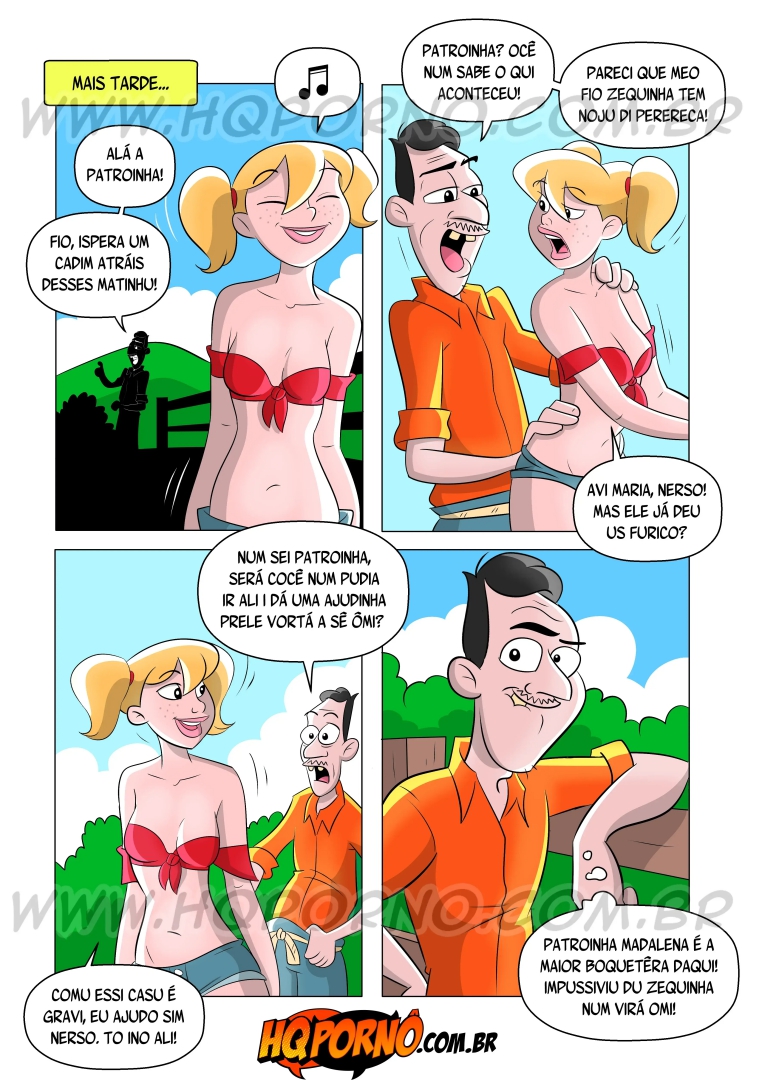 MAIS TARDE...
ALÁ A
PATROINHA!
FIO, ISPERA UM
CADIM ATRÁIS
DESSES MATINHU!
PATROINHA? OCÊ
NUM SABE O QUI
ACONTECEU!
PARECI QUE MEO
FIO ZEQUINHA TEM
NOJU DI PERERECA!
WWW.HQPORNO.COM.BR
AVI MARIA, NERSO!
MAS ELE JÁ DEU
US FURICO?
NUM SEI PATROINHA,
SERÁ COCÊ NUM PUDIA
IR ALI I DÁ UMA AJUDINHA
PRELE VORTÁ A SÊ ÔMI?
COMU ESSI CASU É
GRAVI, EU AJUDO SIM
NERSO. TO INO ALI!
PATROINHA MADALENA É A
MAIOR BOQUETÊRA DAQUI!
IMPUSSIVIU DU ZEQUINHA
NUM VIRÁ OMI!
WWW.HQPORNO.COM.BR
HQPORNÔ.COM.BR